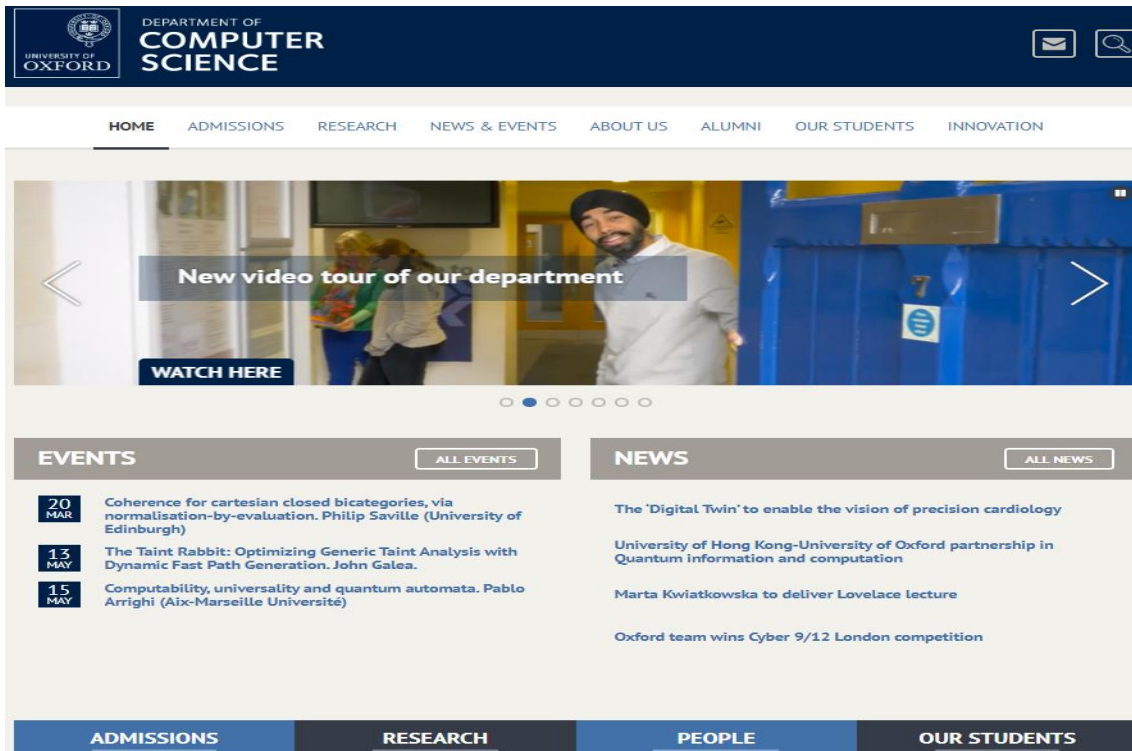 DEPARTMENT OF
COMPUTER
SCIENCE
UNIVERSITY OF
OXFORD
HOME ADMISSIONS RESEARCH NEWS & EVENTS ABOUT US ALUMNI OUR STUDENTS INNOVATION
New video tour of our department
7
WATCH HERE
EVENTS
ALL EVENTS
20
MAR
Coherence for cartesian closed bicategories, via
normalisation-by-evaluation. Philip Saville (University of
Edinburgh)
13
MAY
The Taint Rabbit: Optimizing Generic Taint Analysis with
Dynamic Fast Path Generation. John Galea.
15
MAY
Computability, universality and quantum automata. Pablo
Arrighi (Aix-Marseille Université)
NEWS
ALL NEWS
The 'Digital Twin' to enable the vision of precision cardiology
University of Hong Kong-University of Oxford partnership in
Quantum information and computation
Marta Kwiatkowska to deliver Lovelace lecture
Oxford team wins Cyber 9/12 London competition
ADMISSIONS RESEARCH PEOPLE OUR STUDENTS